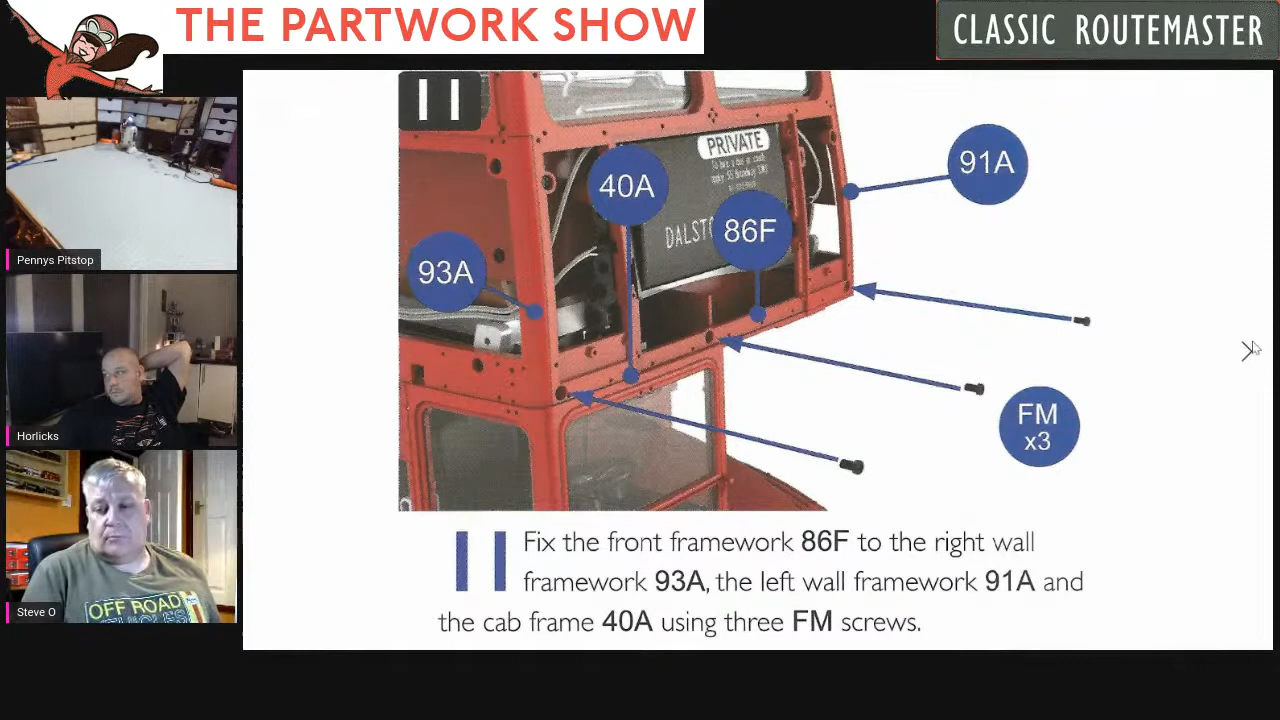 THE PARTWORK SHOW
CLASSIC ROUTEMASTER
11
PRIVATE
40A
91A
DALST
86F
93A
FM
x3
Pennys Pitstop
Horlicks
Steve O
OFF ROAD
11 Fix the front framework 86F to the right wall
framework 93A, the left wall framework 91A and
the cab frame 40A using three FM screws.